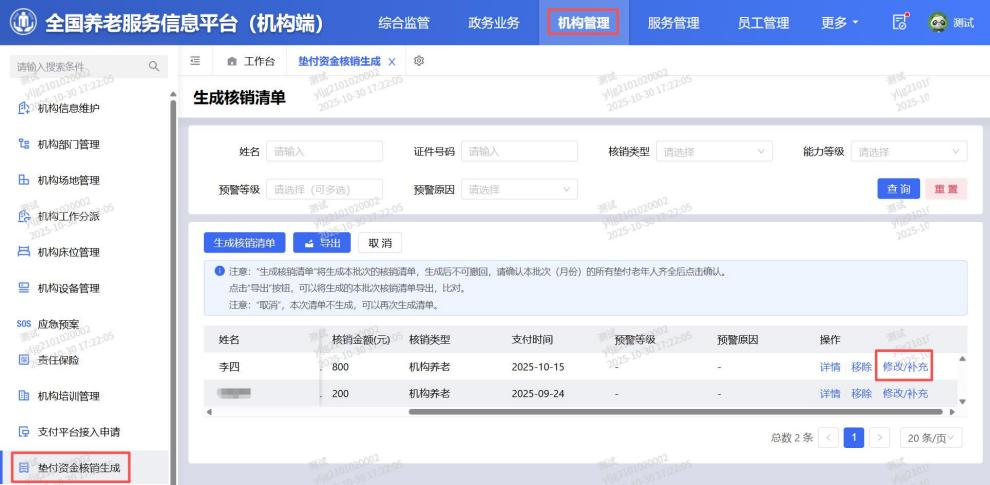 全国养老服务信息平台（机构端） 综合监管 政务业务 机构管理 服务管理 员工管理 更多 测试
请输入搜索条件 工作台 垫付资金核销生成 X
生成核销清单
机构信息维护
机构部门管理
机构场地管理
机构工作分派
机构床位管理
机构设备管理
SOS 应急预案
责任保险
机构培训管理
支付平台接入申请
垫付资金核销生成
姓名 请输入 证件号码 请输入 核销类型 请选择 能力等级 请选择
预警等级 请选择（可多选） 预警原因 请选择 查询 重置
生成核销清单 导出 取消
注意：“生成核销清单”将生成本批次的核销清单，生成后不可撤回，请确认本批次（月份）的所有垫付老年人齐全后点击确认。
点击“导出”按钮，可以将生成的本批次核销清单导出，比对。
注意：“取消”，本次清单不生成，可以再次生成清单。
姓名 核销金额(元) 核销类型 支付时间 预警等级 预警原因 操作
李四 800 机构养老 2025-10-15 - - 详情 移除 修改/补充
200 机构养老 2025-09-24 - - 详情 移除 修改/补充
总数 2 条 < 1 > 20 条/页
测试
yljg2101020002
2025-10-30 17:22:05